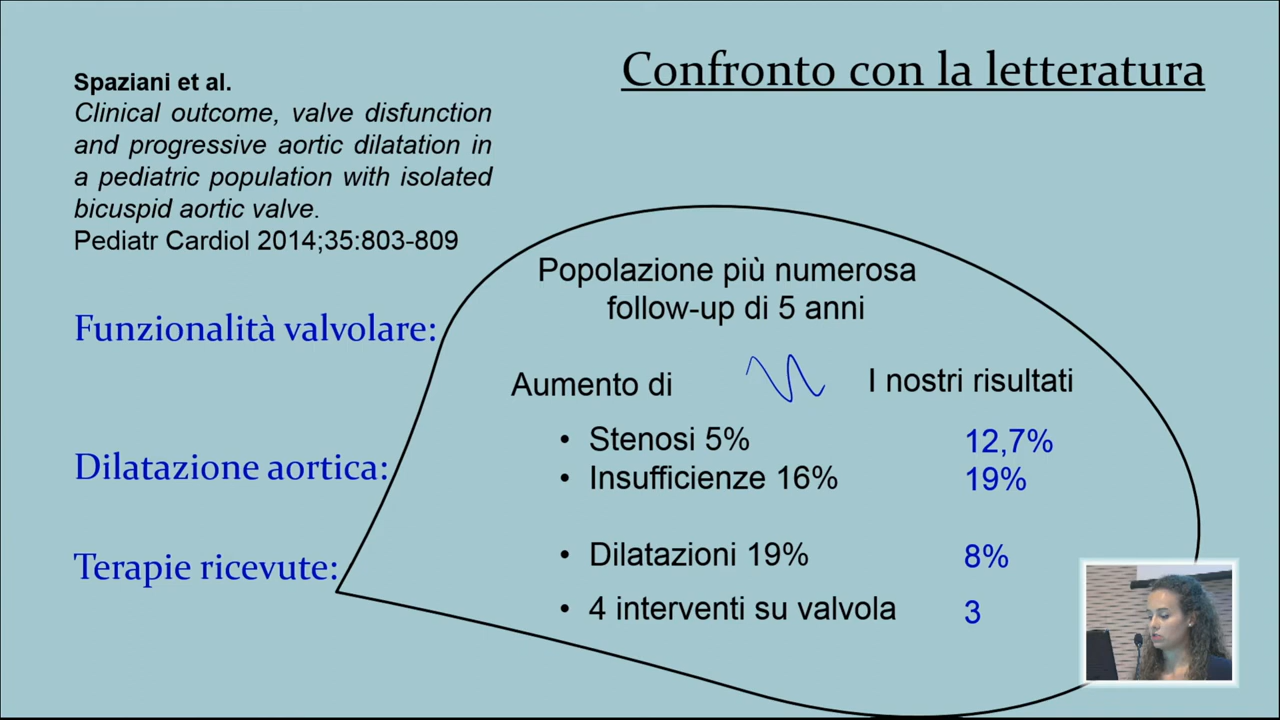 Confronto con la letteratura
Spaziani et al.
Clinical outcome, valve disfunction
and progressive aortic dilatation in
a pediatric population with isolated
bicuspid aortic valve.
Pediatr Cardiol 2014;35:803-809
Popolazione più numerosa
follow-up di 5 anni
Funzionalità valvolare:
Aumento di
I nostri risultati
• Stenosi 5% 12,7%
Dilatazione aortica:
• Insufficienze 16% 19%
• Dilatazioni 19% 8%
Terapie ricevute:
• 4 interventi su valvola 3